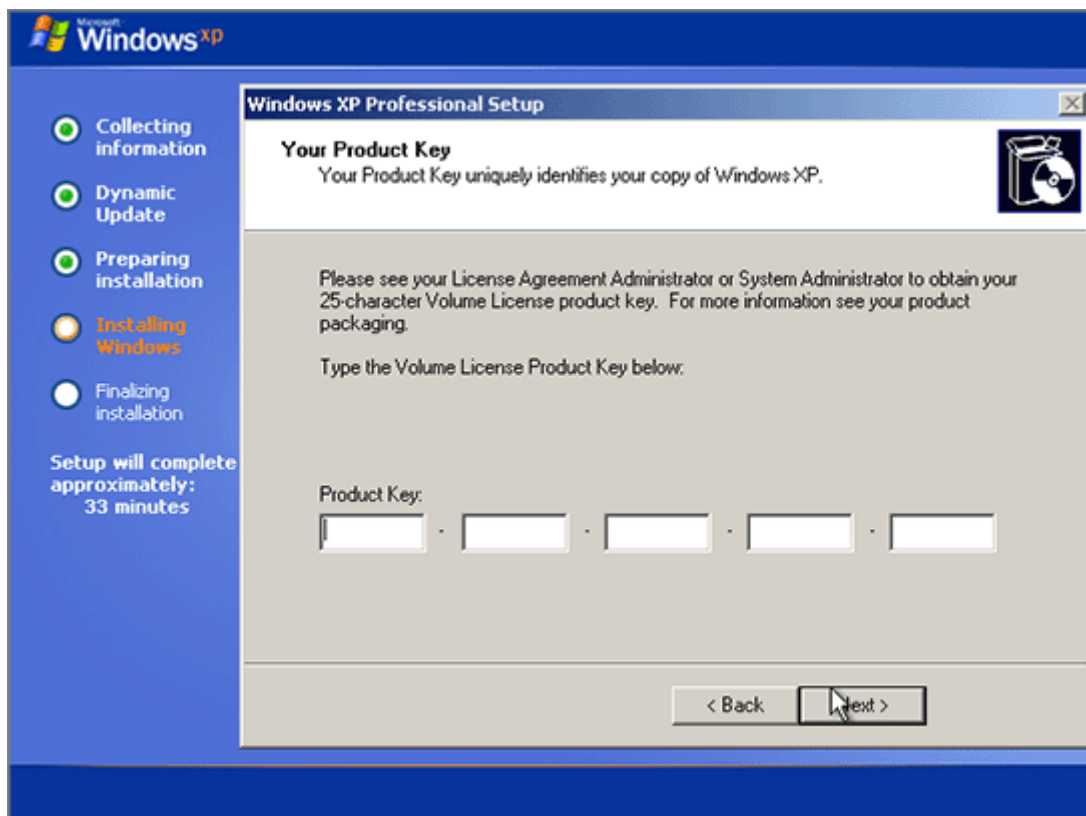 Microsoft
Windows xp
Collecting
information
Dynamic
Update
Preparing
installation
Installing
Windows
Finalizing
installation
Setup will complete
approximately:
33 minutes
Windows XP Professional Setup
Your Product Key
Your Product Key uniquely identifies your copy of Windows XP.
Please see your License Agreement Administrator or System Administrator to obtain your
25-character Volume License product key. For more information see your product
packaging.
Type the Volume License Product Key below:
Product Key:
- - - -
< Back
Next >